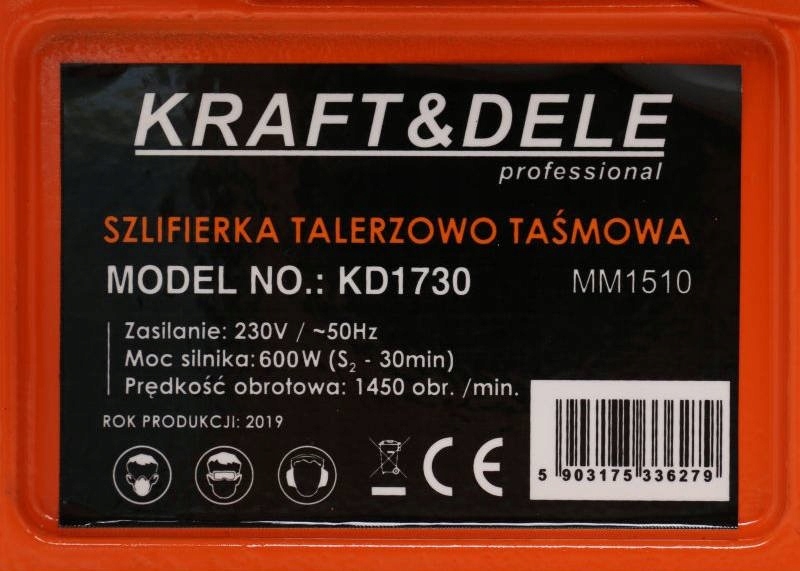 KRAFT&DELE
professional
SZLIFIERKA TALERZOWO TAŚMOWA
MODEL NO.: KD1730 MM1510
Zasilanie: 230V / ~50Hz
Moc silnika: 600W (S₂ - 30min)
Prędkość obrotowa: 1450 obr. /min.
ROK PRODUKCJI: 2019
CE
5 903175 336279